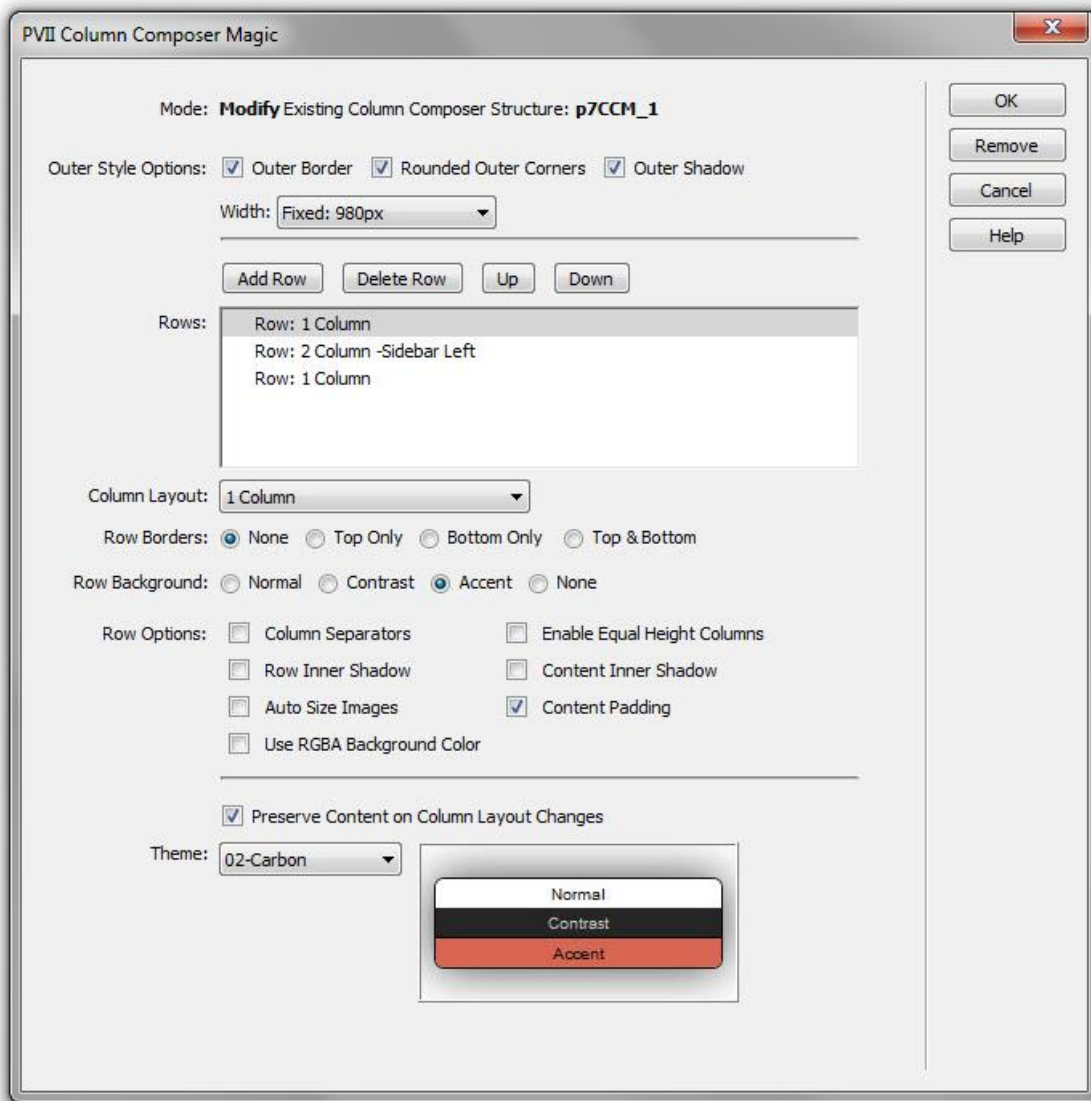 PVII Column Composer Magic
x
Mode: Modify Existing Column Composer Structure: p7CCM_1
OK
Remove
Cancel
Help
Outer Style Options: Outer Border Rounded Outer Corners Outer Shadow
Width: Fixed: 980px
Add Row Delete Row Up Down
Rows: Row: 1 Column
Row: 2 Column -Sidebar Left
Row: 1 Column
Column Layout: 1 Column
Row Borders: None Top Only Bottom Only Top & Bottom
Row Background: Normal Contrast Accent None
Row Options: Column Separators Enable Equal Height Columns
Row Inner Shadow Content Inner Shadow
Auto Size Images Content Padding
Use RGBA Background Color
Preserve Content on Column Layout Changes
Theme: 02-Carbon
Normal
Contrast
Accent